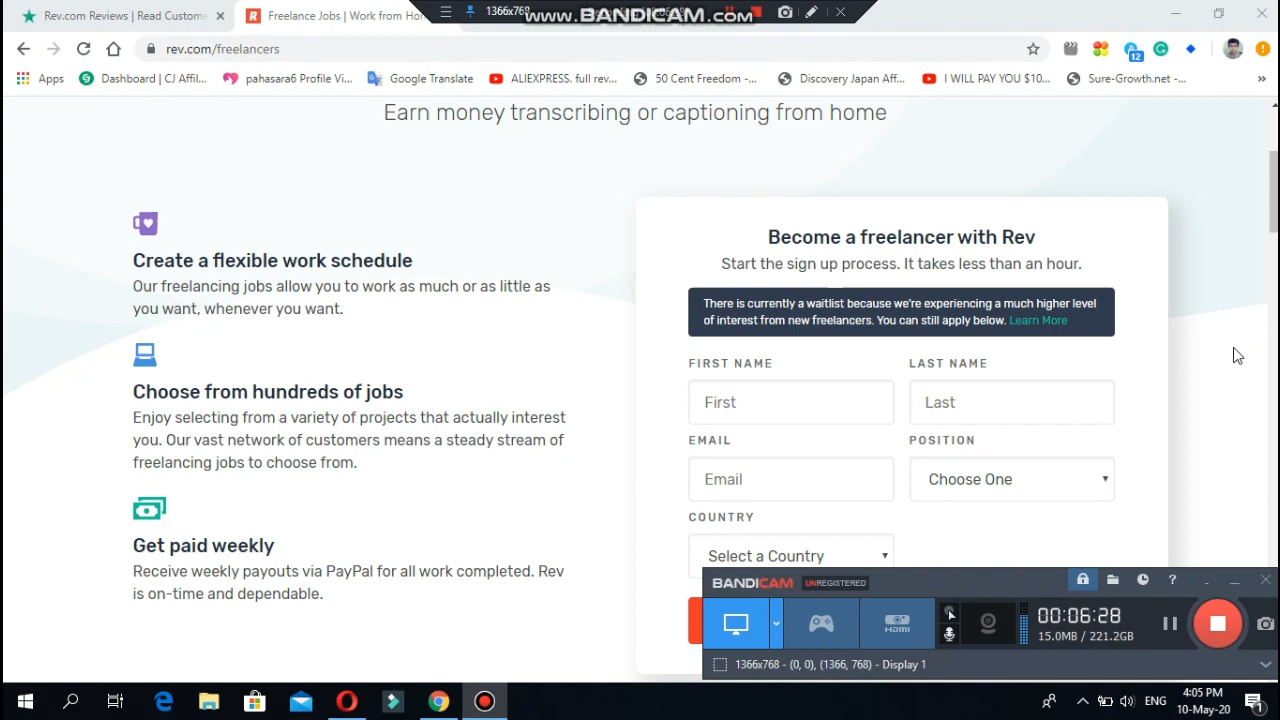 Rev.com Reviews | Read Custome
Freelance Jobs | Work from Hom
1366x768
www.BANDICAM.com
rev.com/freelancers
12
Apps
Dashboard | CJ Affil...
pahasara6 Profile Vi...
Google Translate
ALIEXPRESS. full rev...
50 Cent Freedom -...
Discovery Japan Aff...
I WILL PAY YOU $10...
Sure-Growth.net -...
Earn money transcribing or captioning from home
Create a flexible work schedule
Our freelancing jobs allow you to work as much or as little as
you want, whenever you want.
Choose from hundreds of jobs
Enjoy selecting from a variety of projects that actually interest
you. Our vast network of customers means a steady stream of
freelancing jobs to choose from.
Get paid weekly
Receive weekly payouts via PayPal for all work completed. Rev
is on-time and dependable.
Become a freelancer with Rev
Start the sign up process. It takes less than an hour.
There is currently a waitlist because we're experiencing a much higher level
of interest from new freelancers. You can still apply below. Learn More
FIRST NAME
LAST NAME
First
Last
EMAIL
POSITION
Email
Choose One
COUNTRY
Select a Country
BANDICAM UNREGISTERED
HDMI
00:06:28
15.0MB / 221.2GB
1366x768 - (0, 0), (1366, 768) - Display 1
ENG
4:05 PM
10-May-20
1